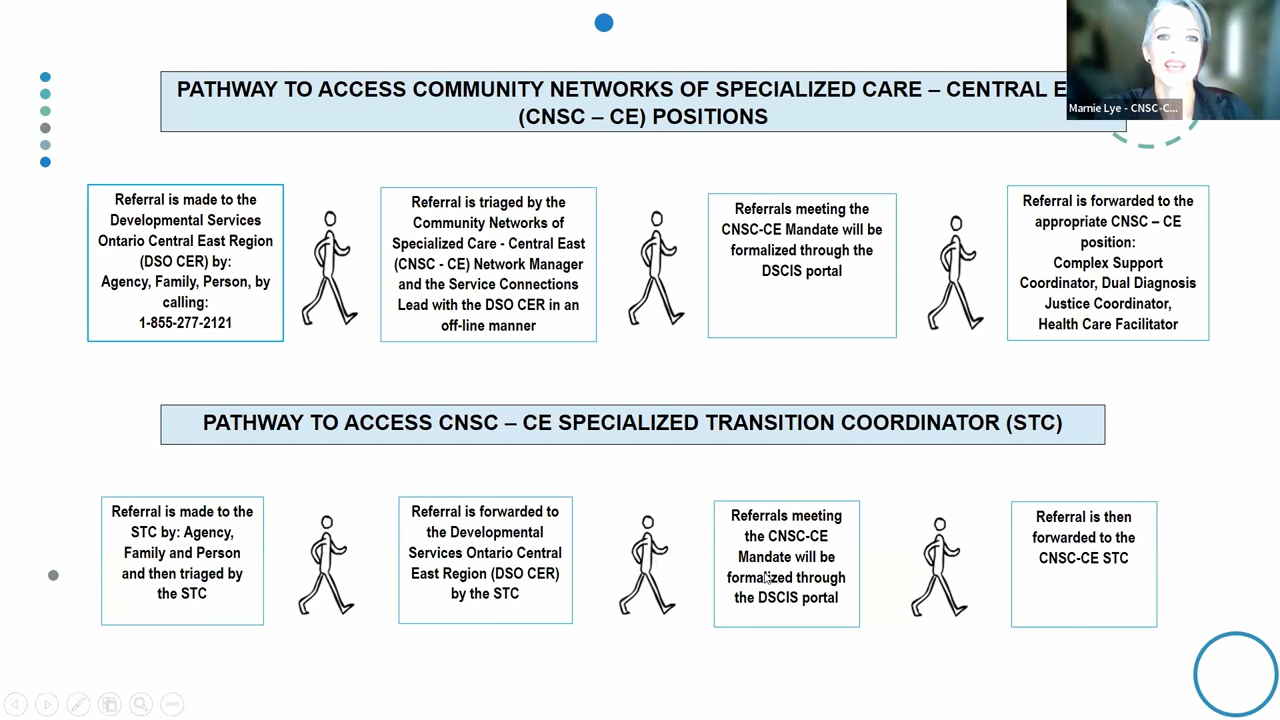 PATHWAY TO ACCESS COMMUNITY NETWORKS OF SPECIALIZED CARE – CENTRAL E
(CNSC – CE) POSITIONS
Marnie Lye - CNSC-C...
Referral is made to the
Developmental Services
Ontario Central East Region
(DSO CER) by:
Agency, Family, Person, by
calling:
1-855-277-2121
Referral is triaged by the
Community Networks of
Specialized Care - Central East
(CNSC - CE) Network Manager
and the Service Connections
Lead with the DSO CER in an
off-line manner
Referrals meeting the
CNSC-CE Mandate will be
formalized through the
DSCIS portal
Referral is forwarded to the
appropriate CNSC – CE
position:
Complex Support
Coordinator, Dual Diagnosis
Justice Coordinator,
Health Care Facilitator
PATHWAY TO ACCESS CNSC – CE SPECIALIZED TRANSITION COORDINATOR (STC)
Referral is made to the
STC by: Agency,
Family and Person
and then triaged by
the STC
Referral is forwarded to
the Developmental
Services Ontario Central
East Region (DSO CER)
by the STC
Referrals meeting
the CNSC-CE
Mandate will be
formalized through
the DSCIS portal
Referral is then
forwarded to the
CNSC-CE STC